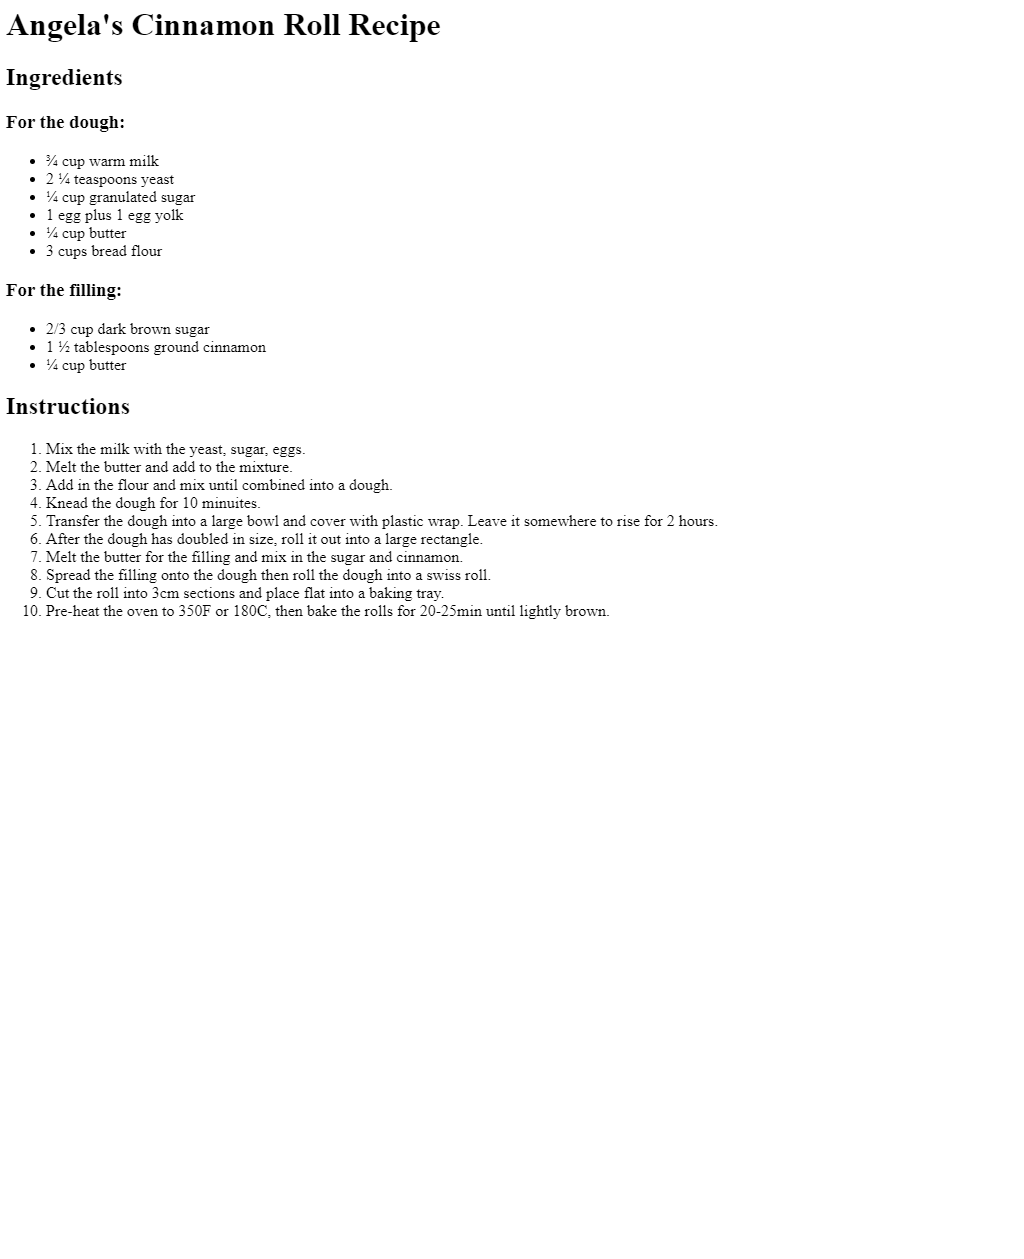 Angela's Cinnamon Roll Recipe
Ingredients
For the dough:
• ¾ cup warm milk
• 2 ¼ teaspoons yeast
• ¼ cup granulated sugar
• 1 egg plus 1 egg yolk
• ¼ cup butter
• 3 cups bread flour
For the filling:
• 2/3 cup dark brown sugar
• 1 ½ tablespoons ground cinnamon
• ¼ cup butter
Instructions
1. Mix the milk with the yeast, sugar, eggs.
2. Melt the butter and add to the mixture.
3. Add in the flour and mix until combined into a dough.
4. Knead the dough for 10 minuites.
5. Transfer the dough into a large bowl and cover with plastic wrap. Leave it somewhere to rise for 2 hours.
6. After the dough has doubled in size, roll it out into a large rectangle.
7. Melt the butter for the filling and mix in the sugar and cinnamon.
8. Spread the filling onto the dough then roll the dough into a swiss roll.
9. Cut the roll into 3cm sections and place flat into a baking tray.
10. Pre-heat the oven to 350F or 180C, then bake the rolls for 20-25min until lightly brown.